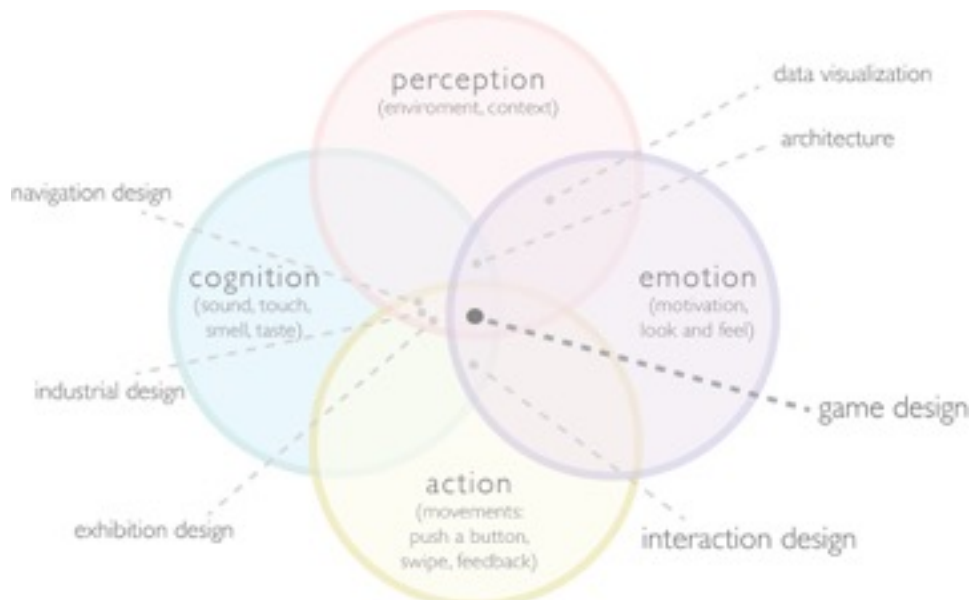 perception
(enviroment, context)
data visualization
architecture
navigation design
cognition
(sound, touch,
smell, taste)
emotion
(motivation,
look and feel)
industrial design
game design
exhibition design
action
(movements:
push a button,
swipe, feedback)
interaction design